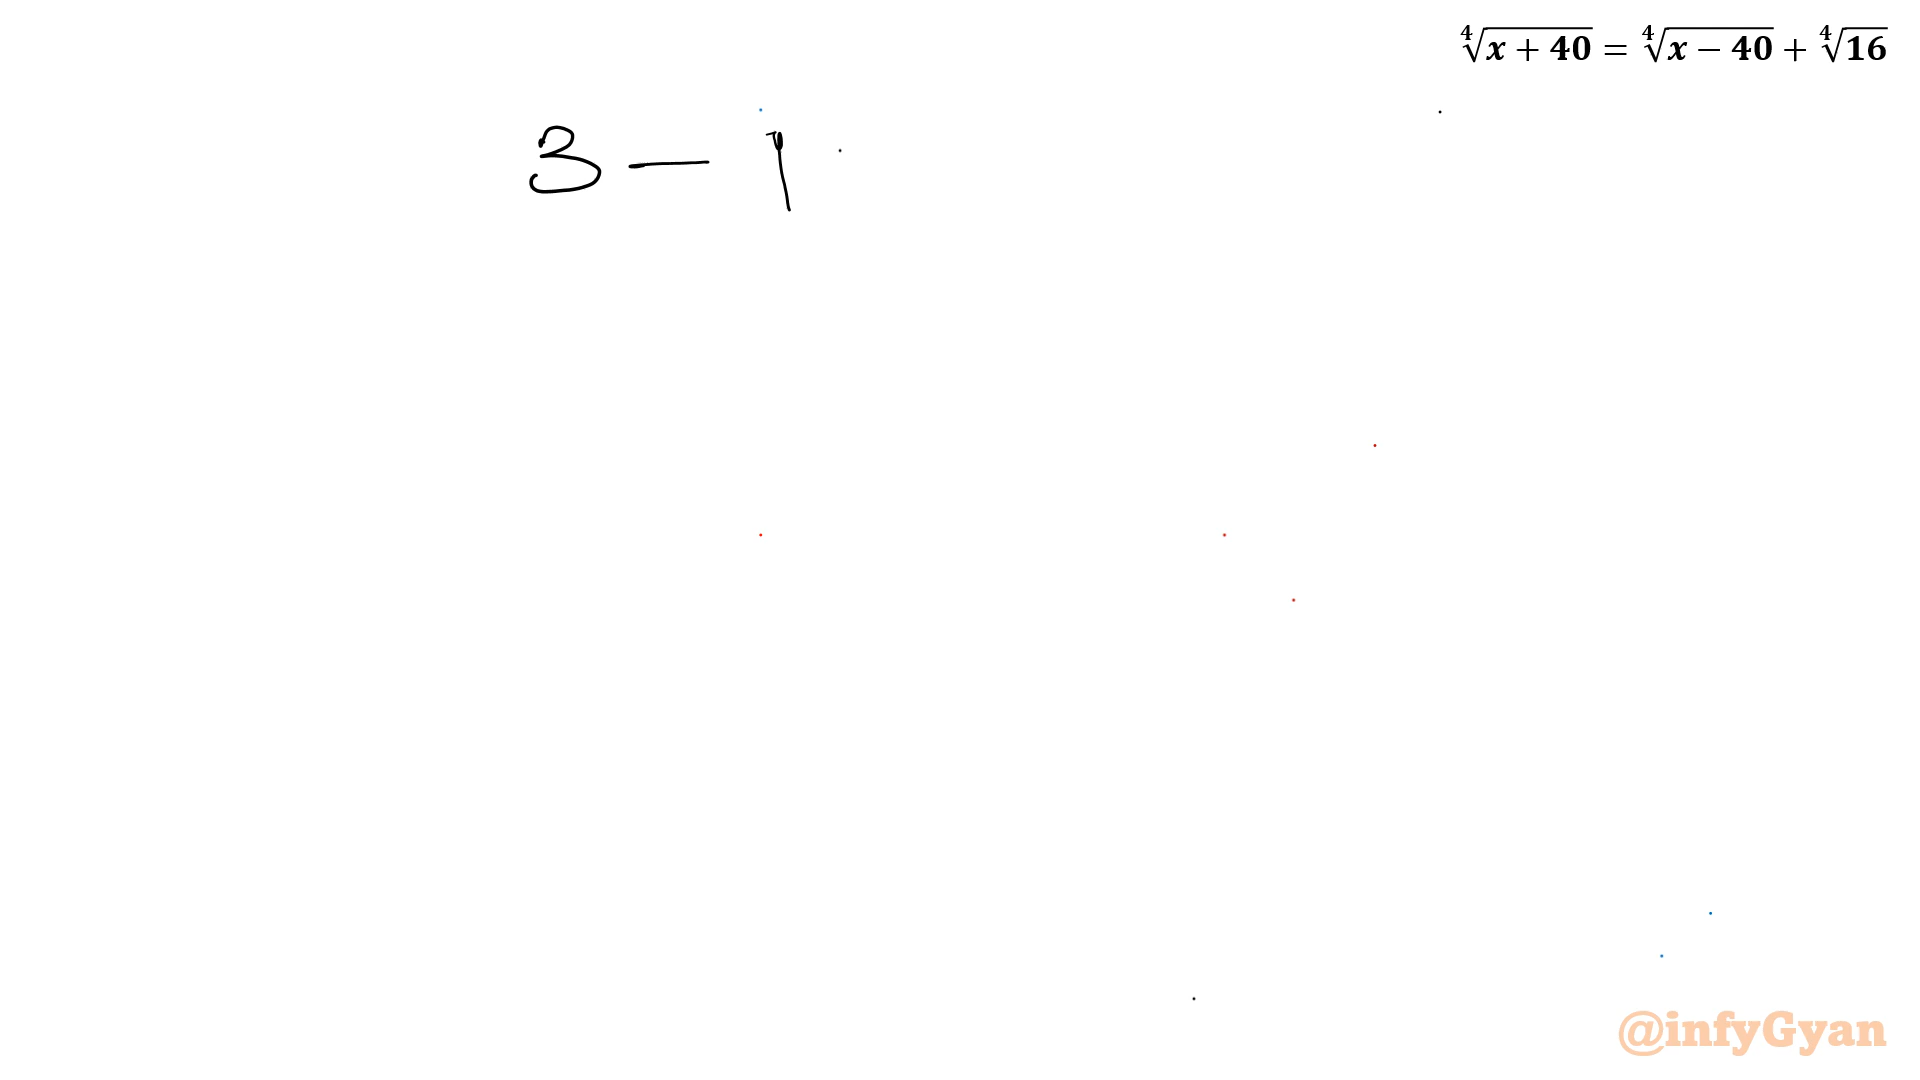 ∜x + 40 = ∜x − 40 + ∜16
3 — 1
@infyGyan